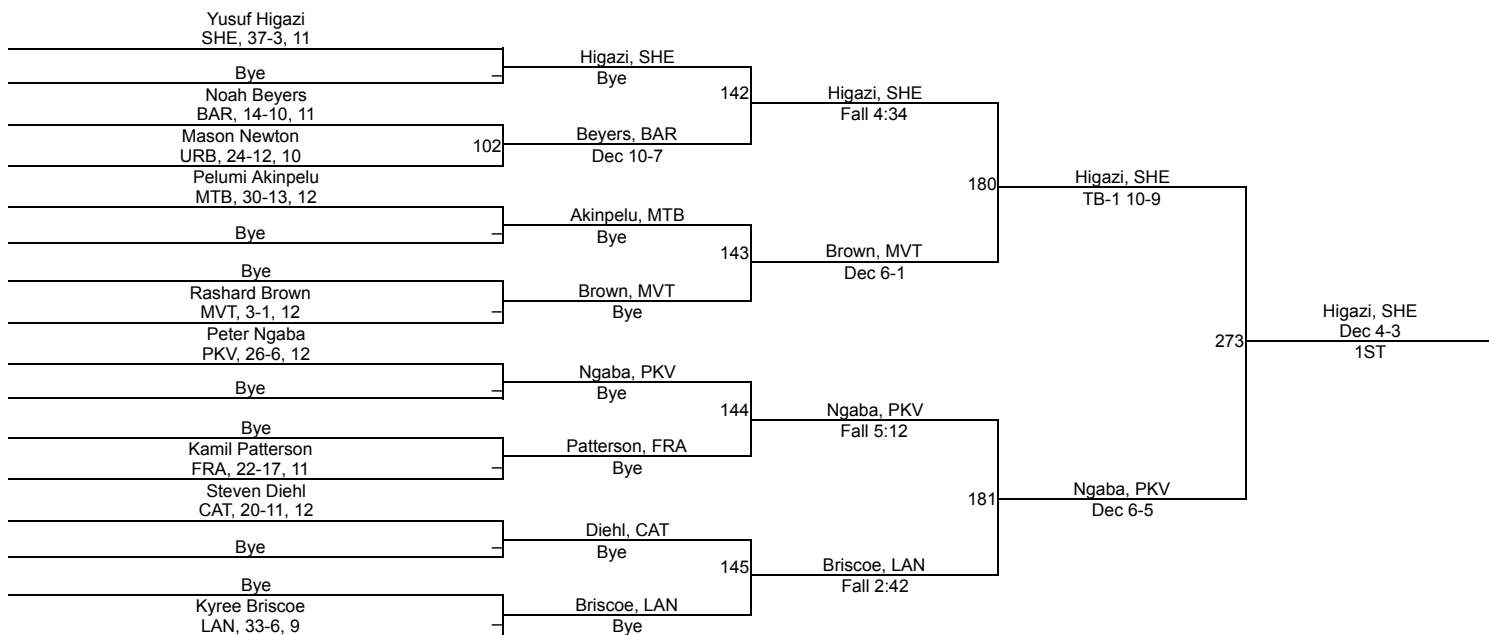 Yusuf Higazi
SHE, 37-3, 11
Bye
Noah Beyers
BAR, 14-10, 11
Mason Newton
URB, 24-12, 10
Pelumi Akinpelu
MTB, 30-13, 12
Bye
Bye
Rashard Brown
MVT, 3-1, 12
Peter Ngaba
PKV, 26-6, 12
Bye
Bye
Kamil Patterson
FRA, 22-17, 11
Steven Diehl
CAT, 20-11, 12
Bye
Bye
Kyree Briscoe
LAN, 33-6, 9
102
Higazi, SHE
Bye
Beyers, BAR
Dec 10-7
Akinpelu, MTB
Bye
Brown, MVT
Bye
Ngaba, PKV
Bye
Patterson, FRA
Bye
Diehl, CAT
Bye
Briscoe, LAN
Bye
142
143
144
145
Higazi, SHE
Fall 4:34
Brown, MVT
Dec 6-1
Ngaba, PKV
Fall 5:12
Briscoe, LAN
Fall 2:42
180
181
Higazi, SHE
TB-1 10-9
Ngaba, PKV
Dec 6-5
273
Higazi, SHE
Dec 4-3
1ST